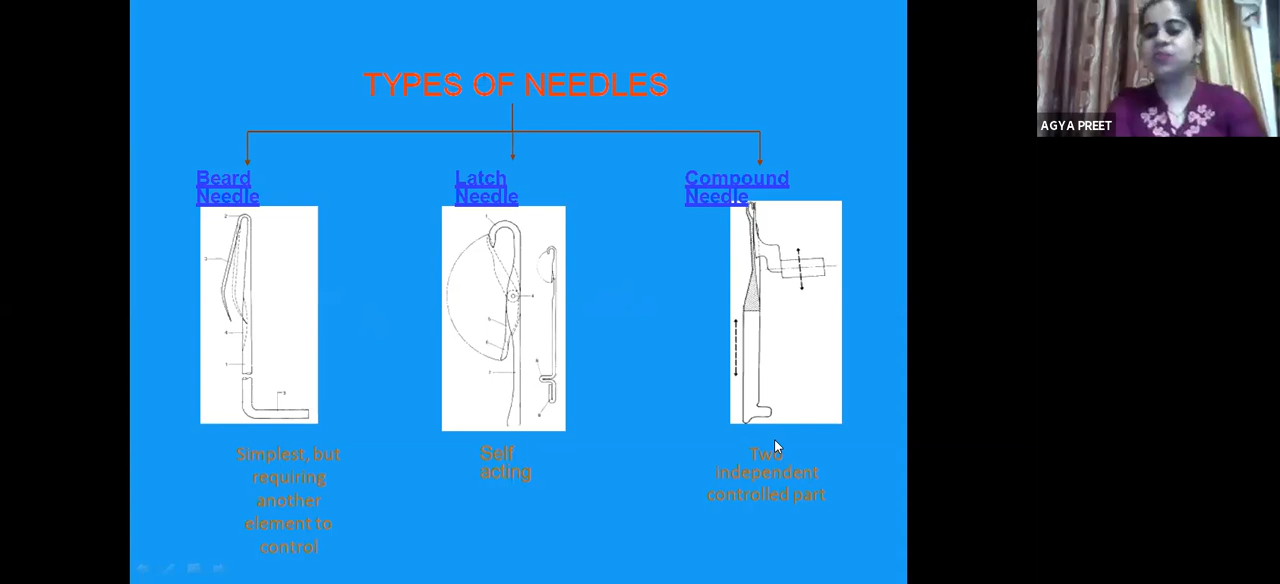 TYPES OF NEEDLES
Beard
Needle
Latch
Needle
Compound
Needle
Simplest, but
requiring
another
element to
control
Self
acting
Two
independent
controlled part
AGYA PREET